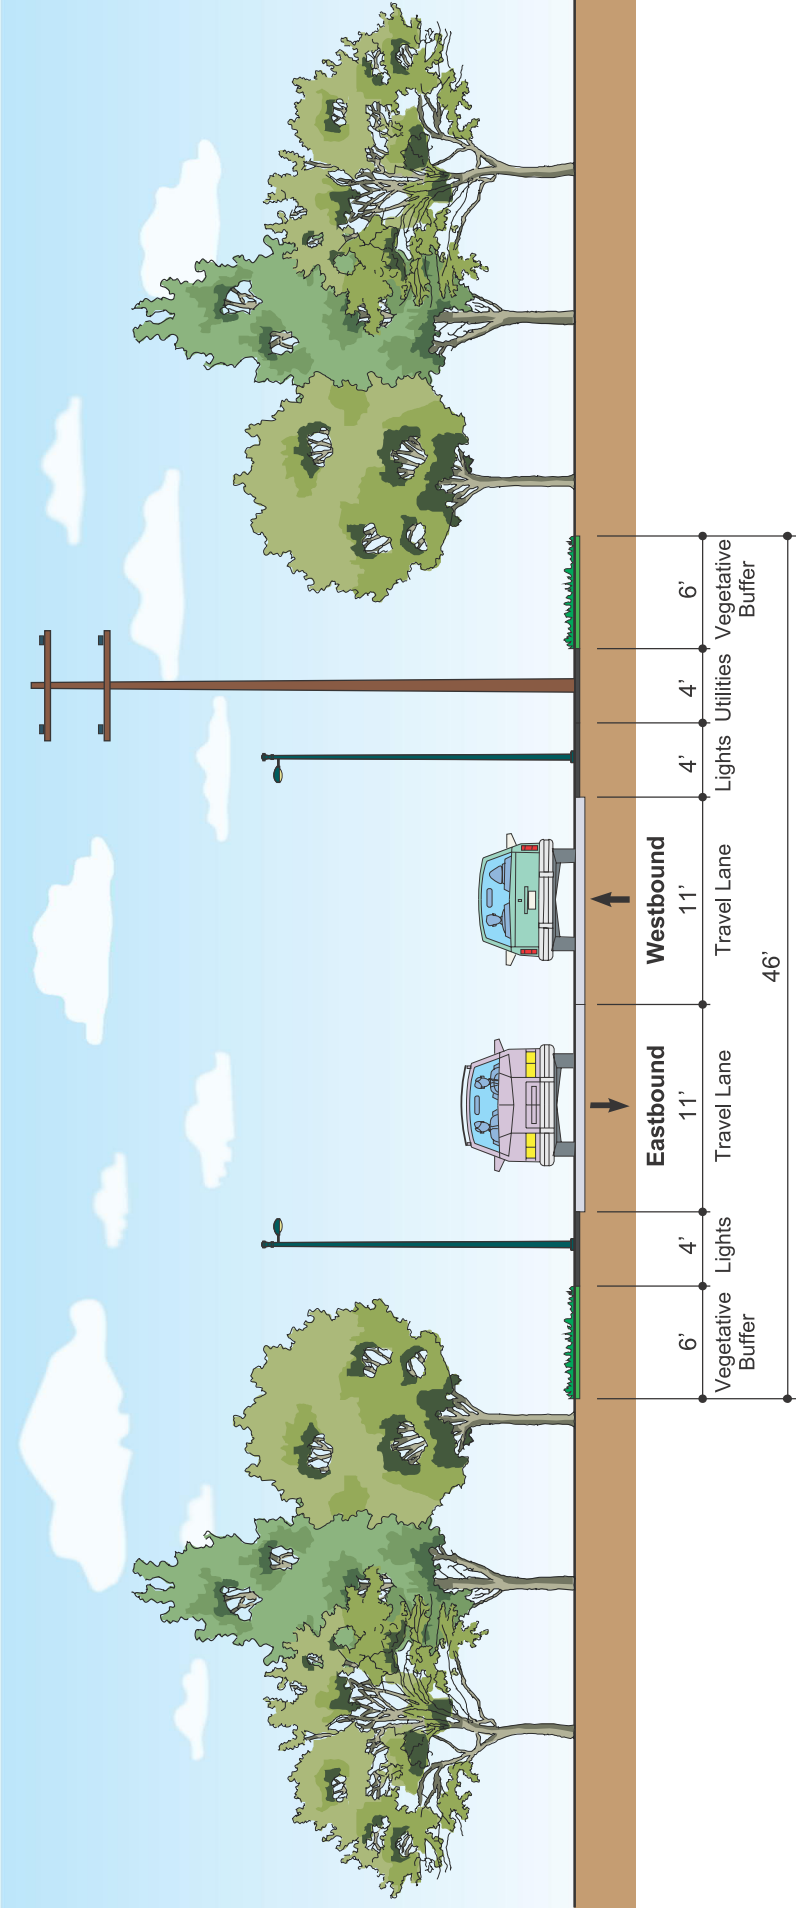 Eastbound
Westbound
6'
4'
11'
11'
4'
4'
6'
Vegetative
Buffer
Lights
Travel Lane
Travel Lane
Lights
Utilities
Vegetative
Buffer
46'